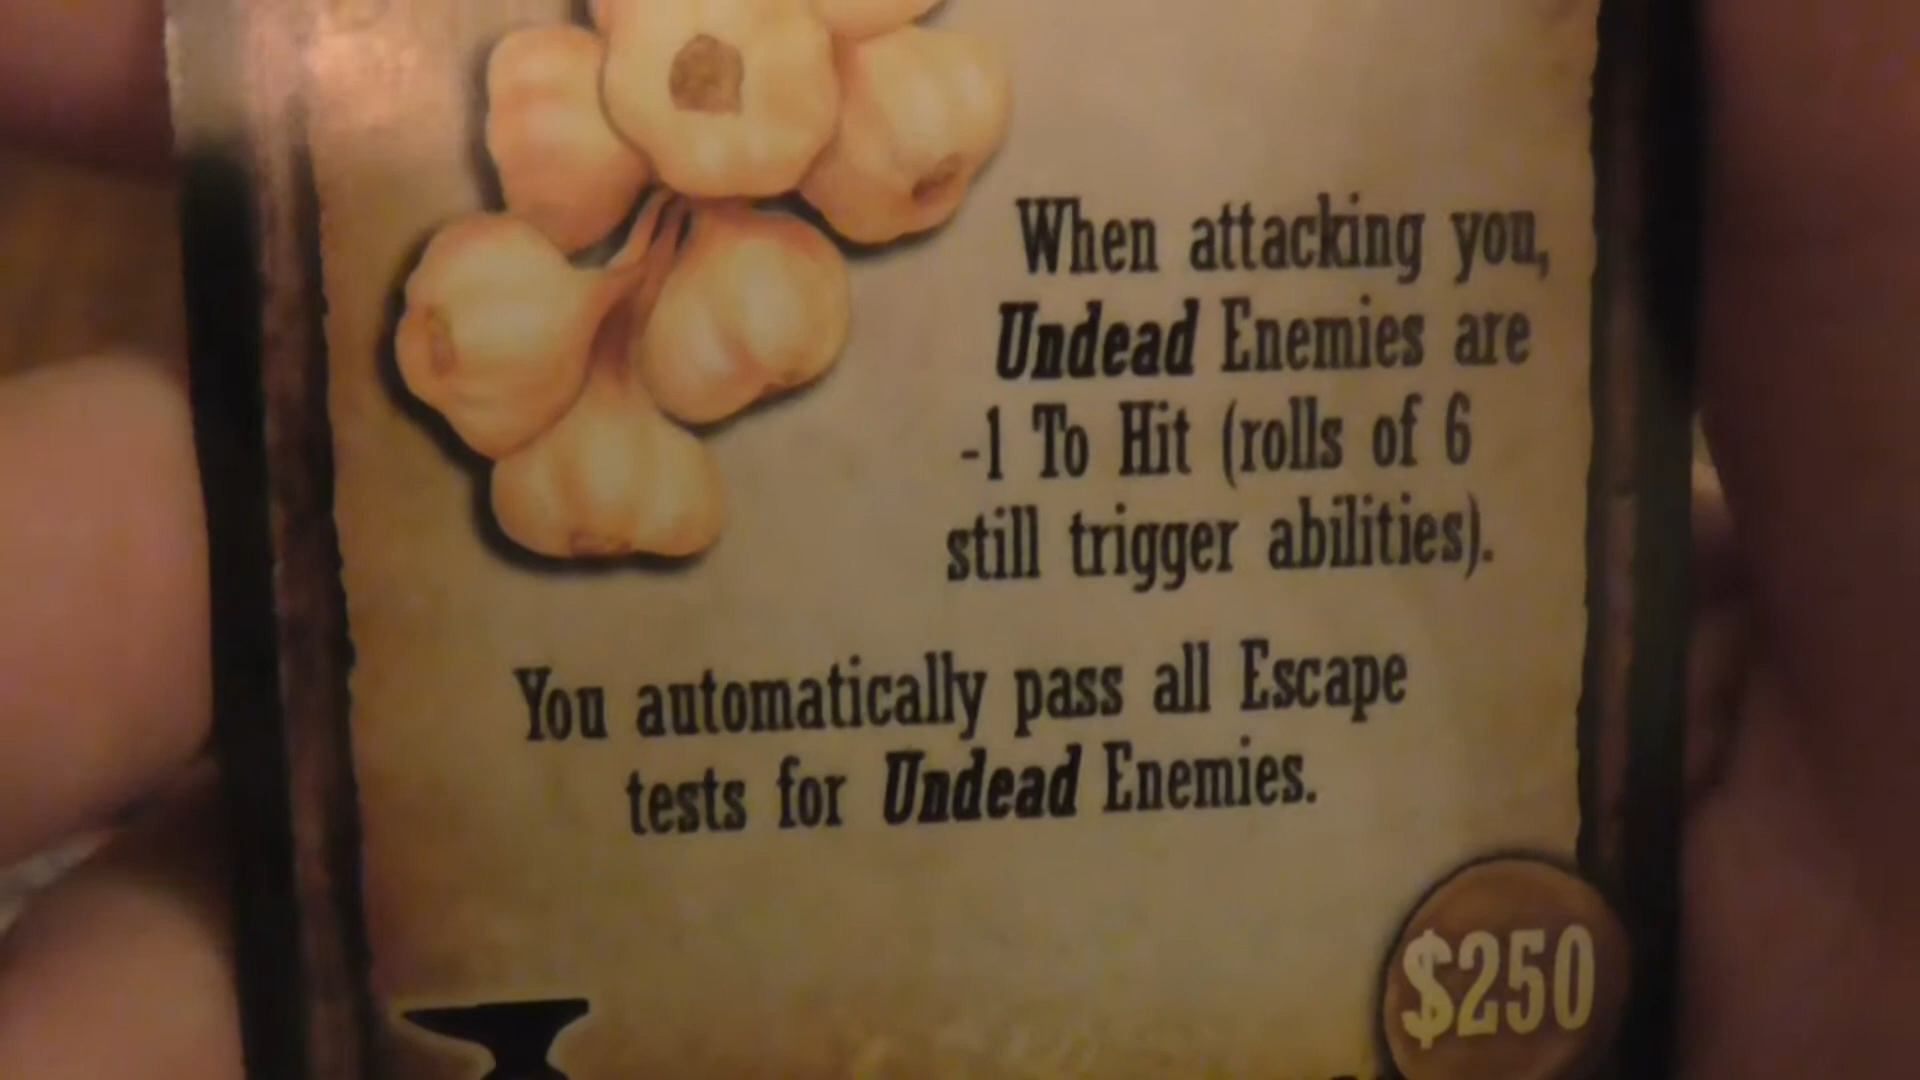 When attacking you,
Undead Enemies are
-1 To Hit (rolls of 6
still trigger abilities).
You automatically pass all Escape
tests for Undead Enemies.
$250